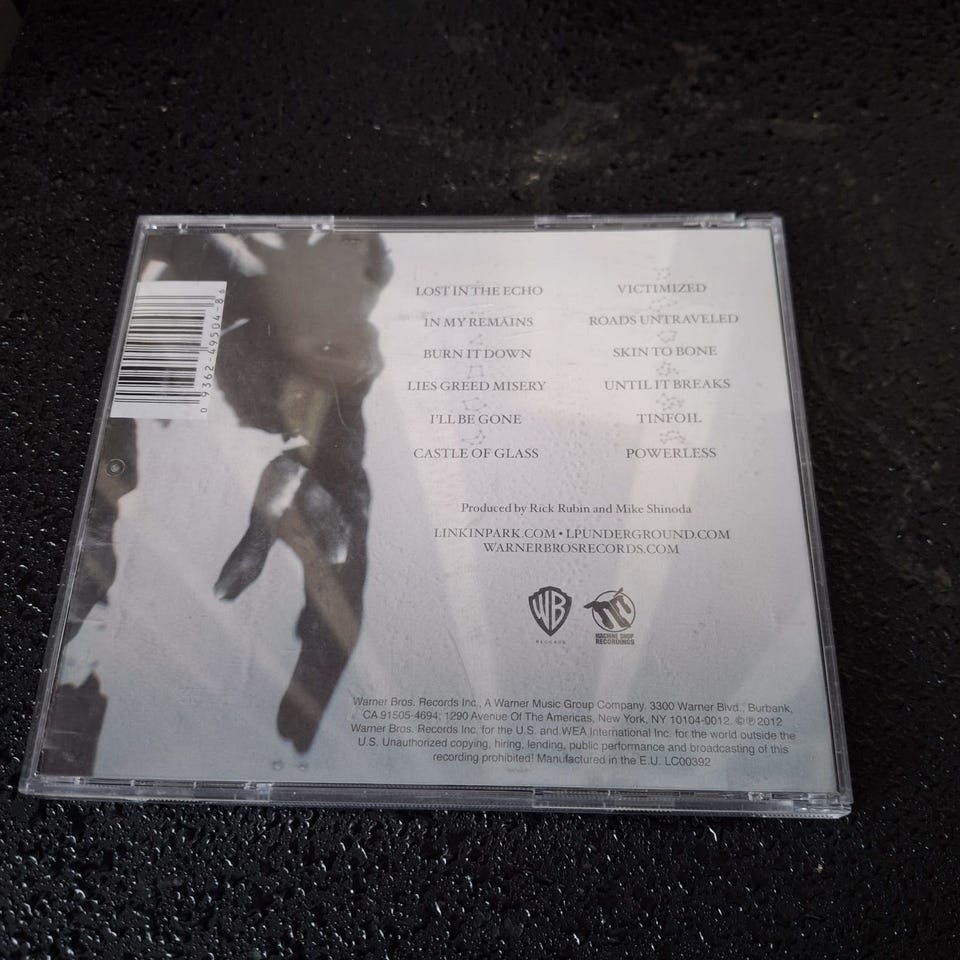 0 93624-95048-6
LOST IN THE ECHO
IN MY REMAINS
BURN IT DOWN
LIES GREED MISERY
I'LL BE GONE
CASTLE OF GLASS
VICTIMIZED
ROADS UNTRAVELED
SKIN TO BONE
UNTIL IT BREAKS
TINFOIL
POWERLESS
Produced by Rick Rubin and Mike Shinoda
LINKINPARK.COM • LPUNDERGROUND.COM
WARNERBROSRECORDS.COM
WB
RECORDS
MACHINE SHOP
RECORDINGS
Warner Bros. Records Inc., A Warner Music Group Company. 3300 Warner Blvd., Burbank,
CA 91505-4694; 1290 Avenue Of The Americas, New York, NY 10104-0012. ©℗2012
Warner Bros. Records Inc. for the U.S. and WEA International Inc. for the world outside the
U.S. Unauthorized copying, hiring, lending, public performance and broadcasting of this
recording prohibited! Manufactured in the E.U. LC00392